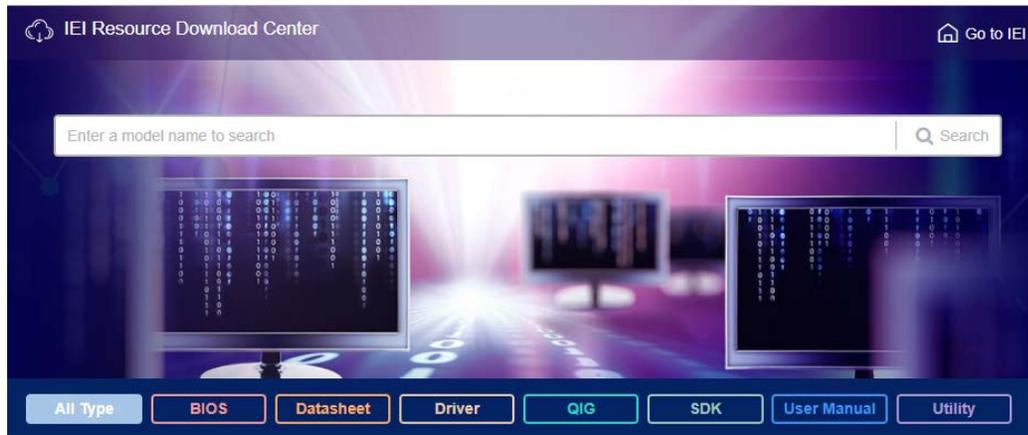 IEI Resource Download Center
Go to IEI
Enter a model name to search
Search
All Type BIOS Datasheet Driver QIG SDK User Manual Utility